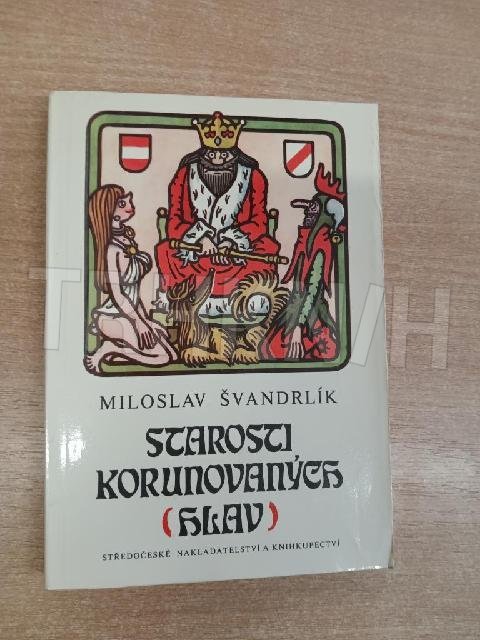 MILOSLAV ŠVANDRLÍK
STAROSTI
KORUNOVANÝCH
(HLAV)
STŘEDOČESKÉ NAKLADATELSTVÍ A KNIHKUPECTVÍ